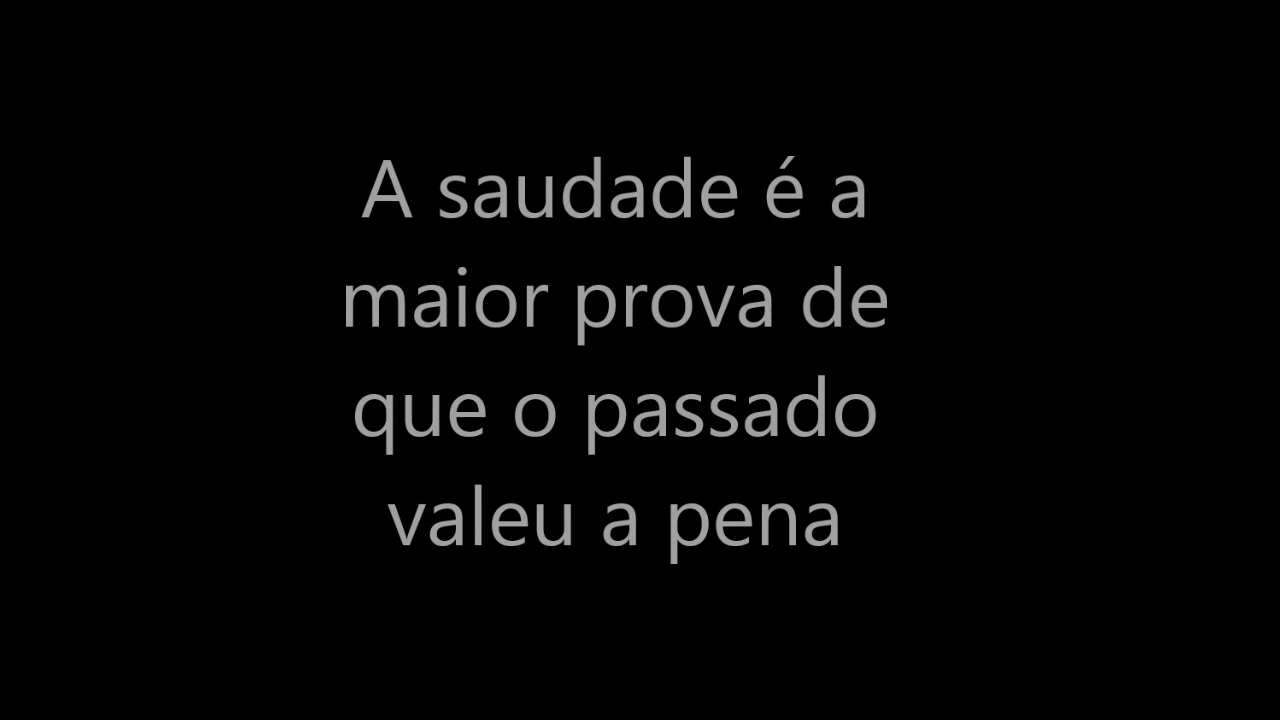 A saudade é a
maior prova de
que o passado
valeu a pena